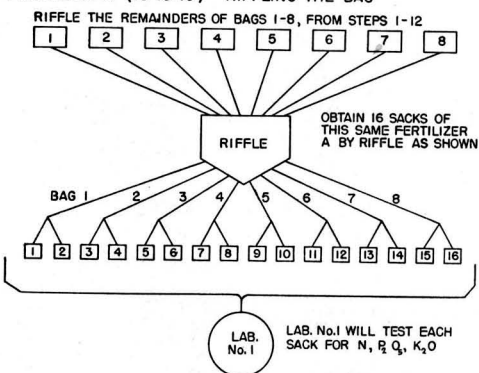 RIFFLE THE REMAINDERS OF BAGS 1-8, FROM STEPS 1-12
1 2 3 4 5 6 7 8
RIFFLE
OBTAIN 16 SACKS OF
THIS SAME FERTILIZER
A BY RIFFLE AS SHOWN
BAG 1 2 3 4 5 6 7 8
1 2 3 4 5 6 7 8 9 10 11 12 13 14 15 16
LAB.
No. 1
LAB. No. 1 WILL TEST EACH
SACK FOR N, P₂O₅, K₂O